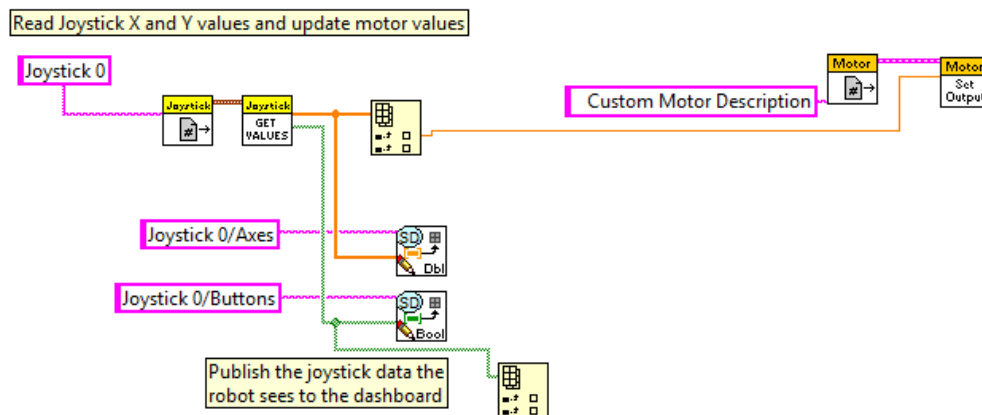 Read Joystick X and Y values and update motor values
Joystick 0
Motor
#
Motor
Set
Output
Custom Motor Description
Joystick
#
Joystick
GET
VALUES
Joystick 0/Axes
SD
Dbl
Joystick 0/Buttons
SD
Bool
Publish the joystick data the
robot sees to the dashboard